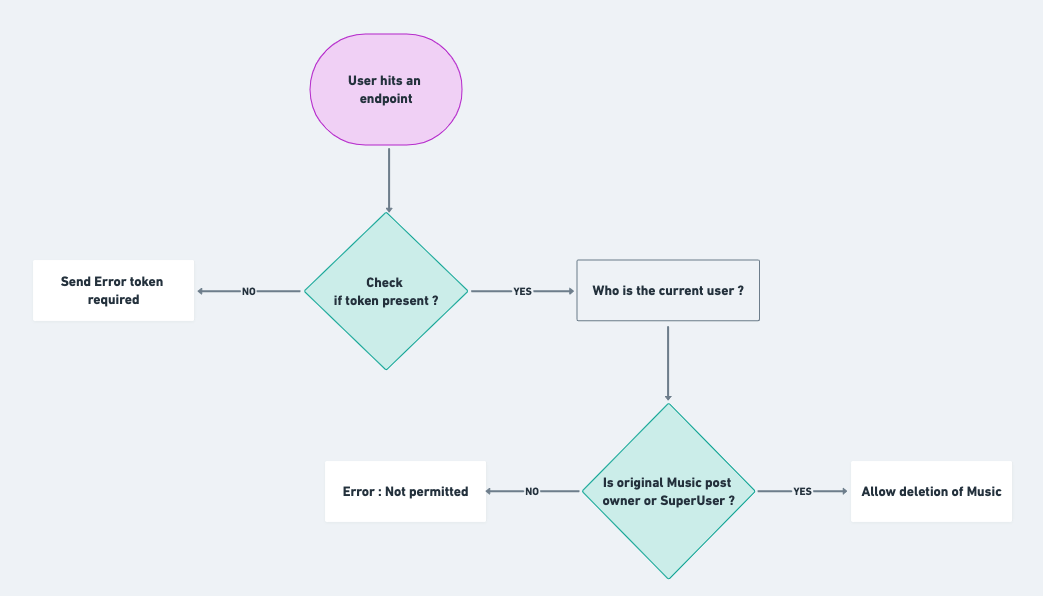 User hits an
endpoint
Send Error token
required
NO
Check
if token present ?
YES
Who is the current user ?
Error : Not permitted
NO
Is original Music post
owner or SuperUser ?
YES
Allow deletion of Music